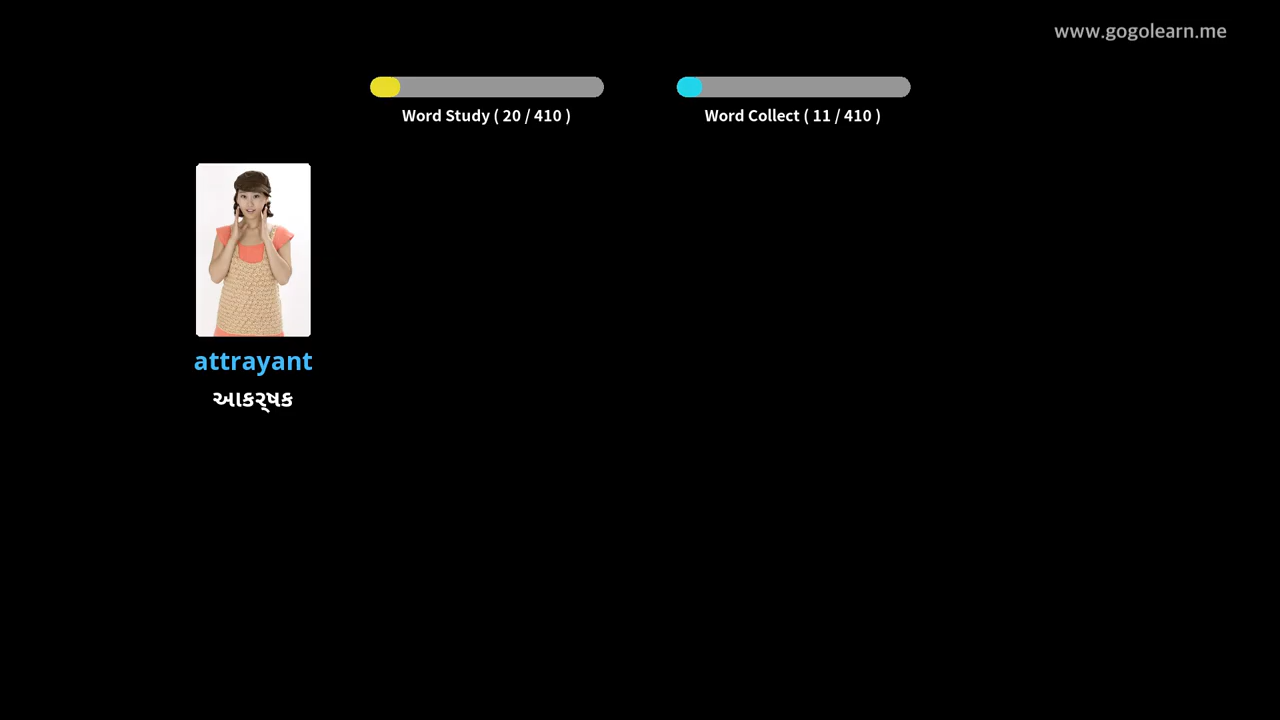 www.gogolearn.me
Word Study ( 20 / 410 )
Word Collect ( 11 / 410 )
attrayant
આકર્ષક